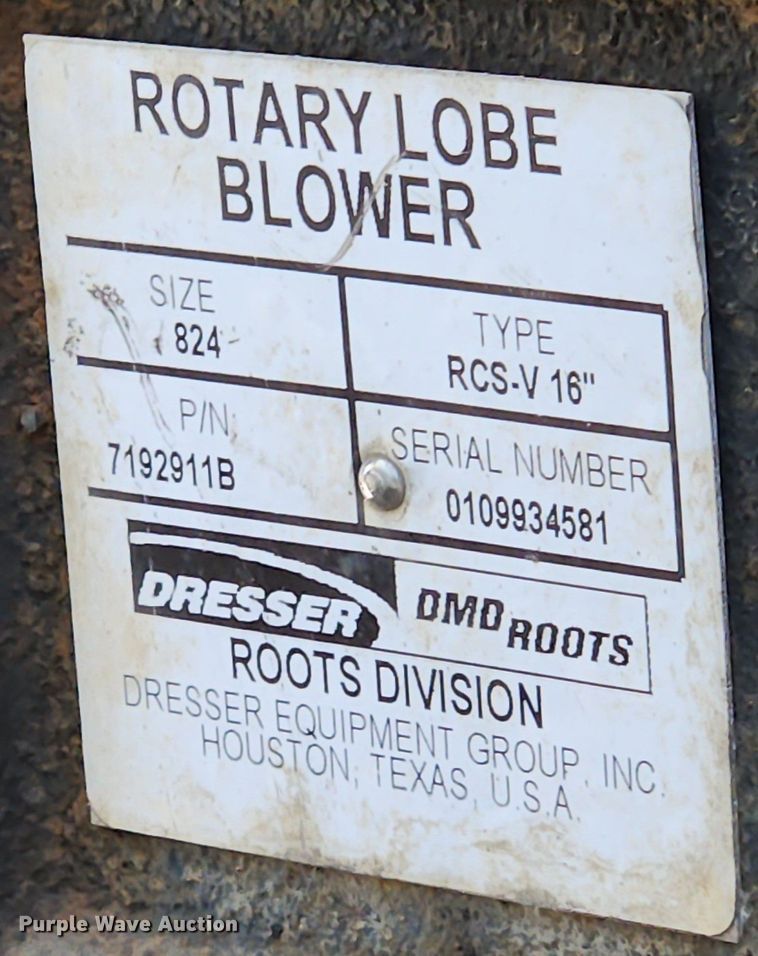 ROTARY LOBE
BLOWER
SIZE
824
TYPE
RCS-V 16"
P/N
7192911B
SERIAL NUMBER
0109934581
DRESSER
DMD ROOTS
ROOTS DIVISION
DRESSER EQUIPMENT GROUP, INC.
HOUSTON, TEXAS, U.S.A.
Purple Wave Auction